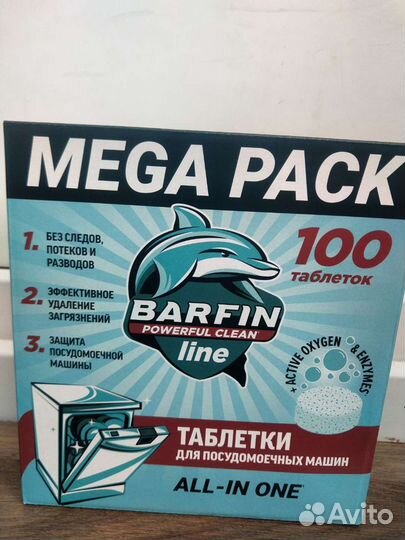 MEGA PACK
1. БЕЗ СЛЕДОВ,
ПОТЕКОВ И
РАЗВОДОВ
2. ЭФФЕКТИВНОЕ
УДАЛЕНИЕ
ЗАГРЯЗНЕНИЙ
3. ЗАЩИТА
ПОСУДОМОЕЧНОЙ
МАШИНЫ
BARFIN
POWERFUL CLEAN
line
100
таблеток
+ ACTIVE OXYGEN & ENZYMES
ТАБЛЕТКИ
ДЛЯ ПОСУДОМОЕЧНЫХ МАШИН
ALL-IN ONE
Avito